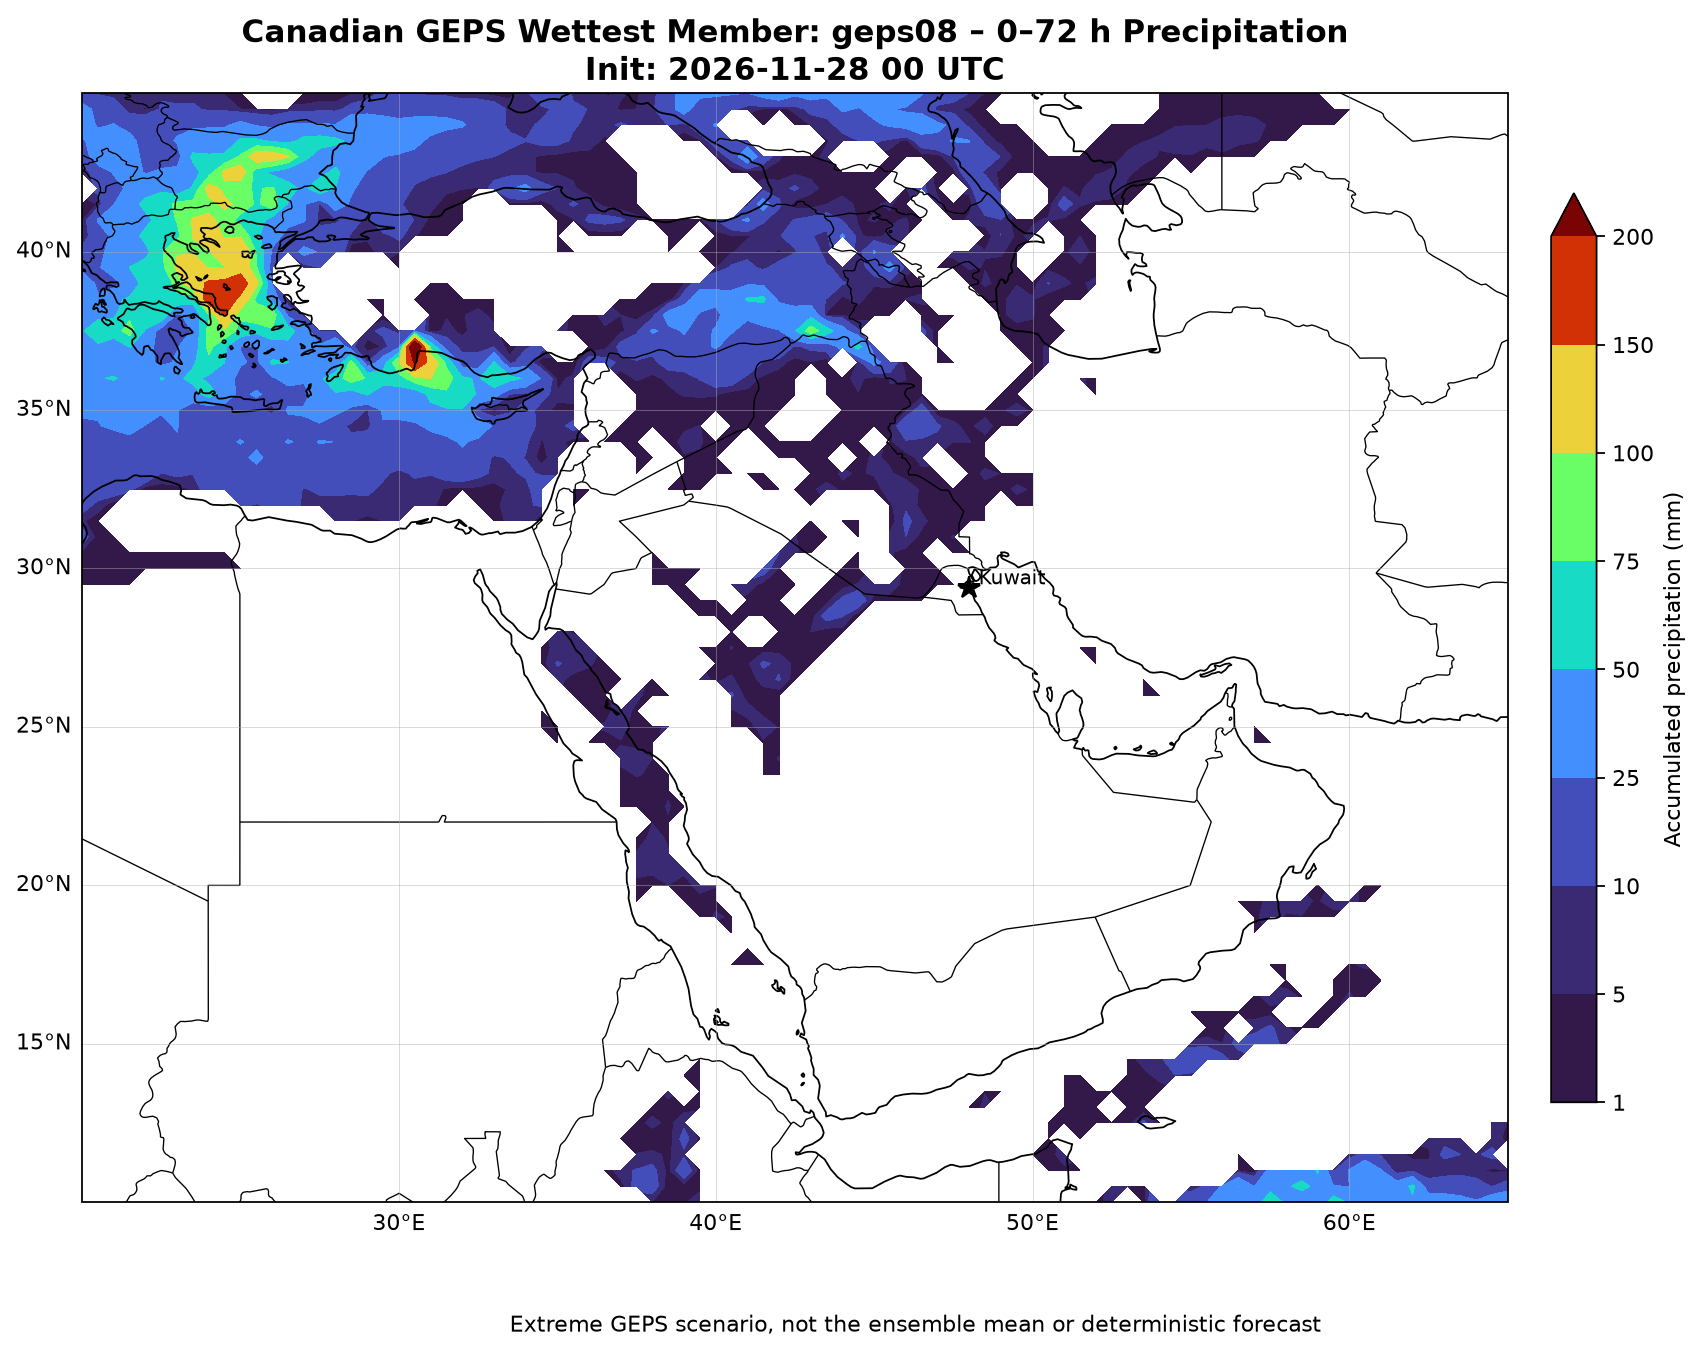 Canadian GEPS Wettest Member: geps08 – 0–72 h Precipitation
Init: 2026-11-28 00 UTC
40°N
35°N
30°N
25°N
20°N
15°N
30°E
40°E
50°E
60°E
Kuwait
200
150
100
75
50
25
10
5
1
Accumulated precipitation (mm)
Extreme GEPS scenario, not the ensemble mean or deterministic forecast